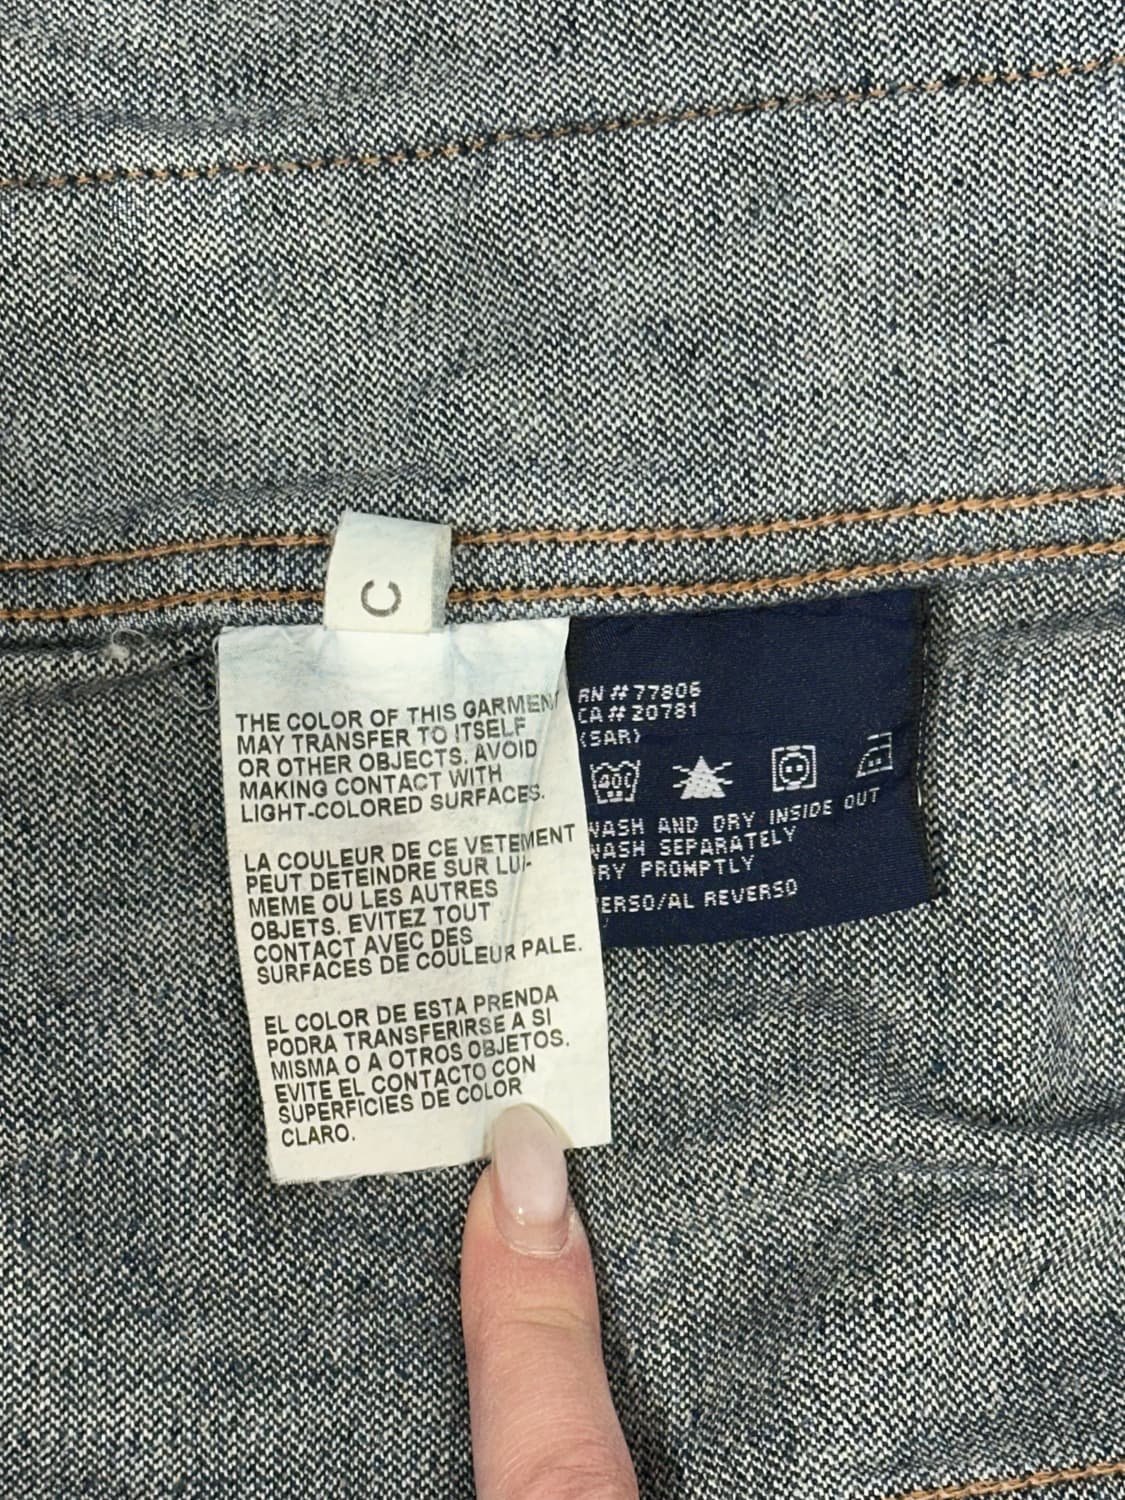 C
THE COLOR OF THIS GARMENT
MAY TRANSFER TO ITSELF
OR OTHER OBJECTS. AVOID
MAKING CONTACT WITH
LIGHT-COLORED SURFACES.
LA COULEUR DE CE VETEMENT
PEUT DETEINDRE SUR LUI-
MEME OU LES AUTRES
OBJETS. EVITEZ TOUT
CONTACT AVEC DES
SURFACES DE COULEUR PALE.
EL COLOR DE ESTA PRENDA
PODRA TRANSFERIRSE A SI
MISMA O A OTROS OBJETOS.
EVITE EL CONTACTO CON
SUPERFICIES DE COLOR
CLARO.
RN # 77806
CA # 20781
(SAR)
40C
WASH AND DRY INSIDE OUT
WASH SEPARATELY
DRY PROMPTLY
VERSO/AL REVERSO